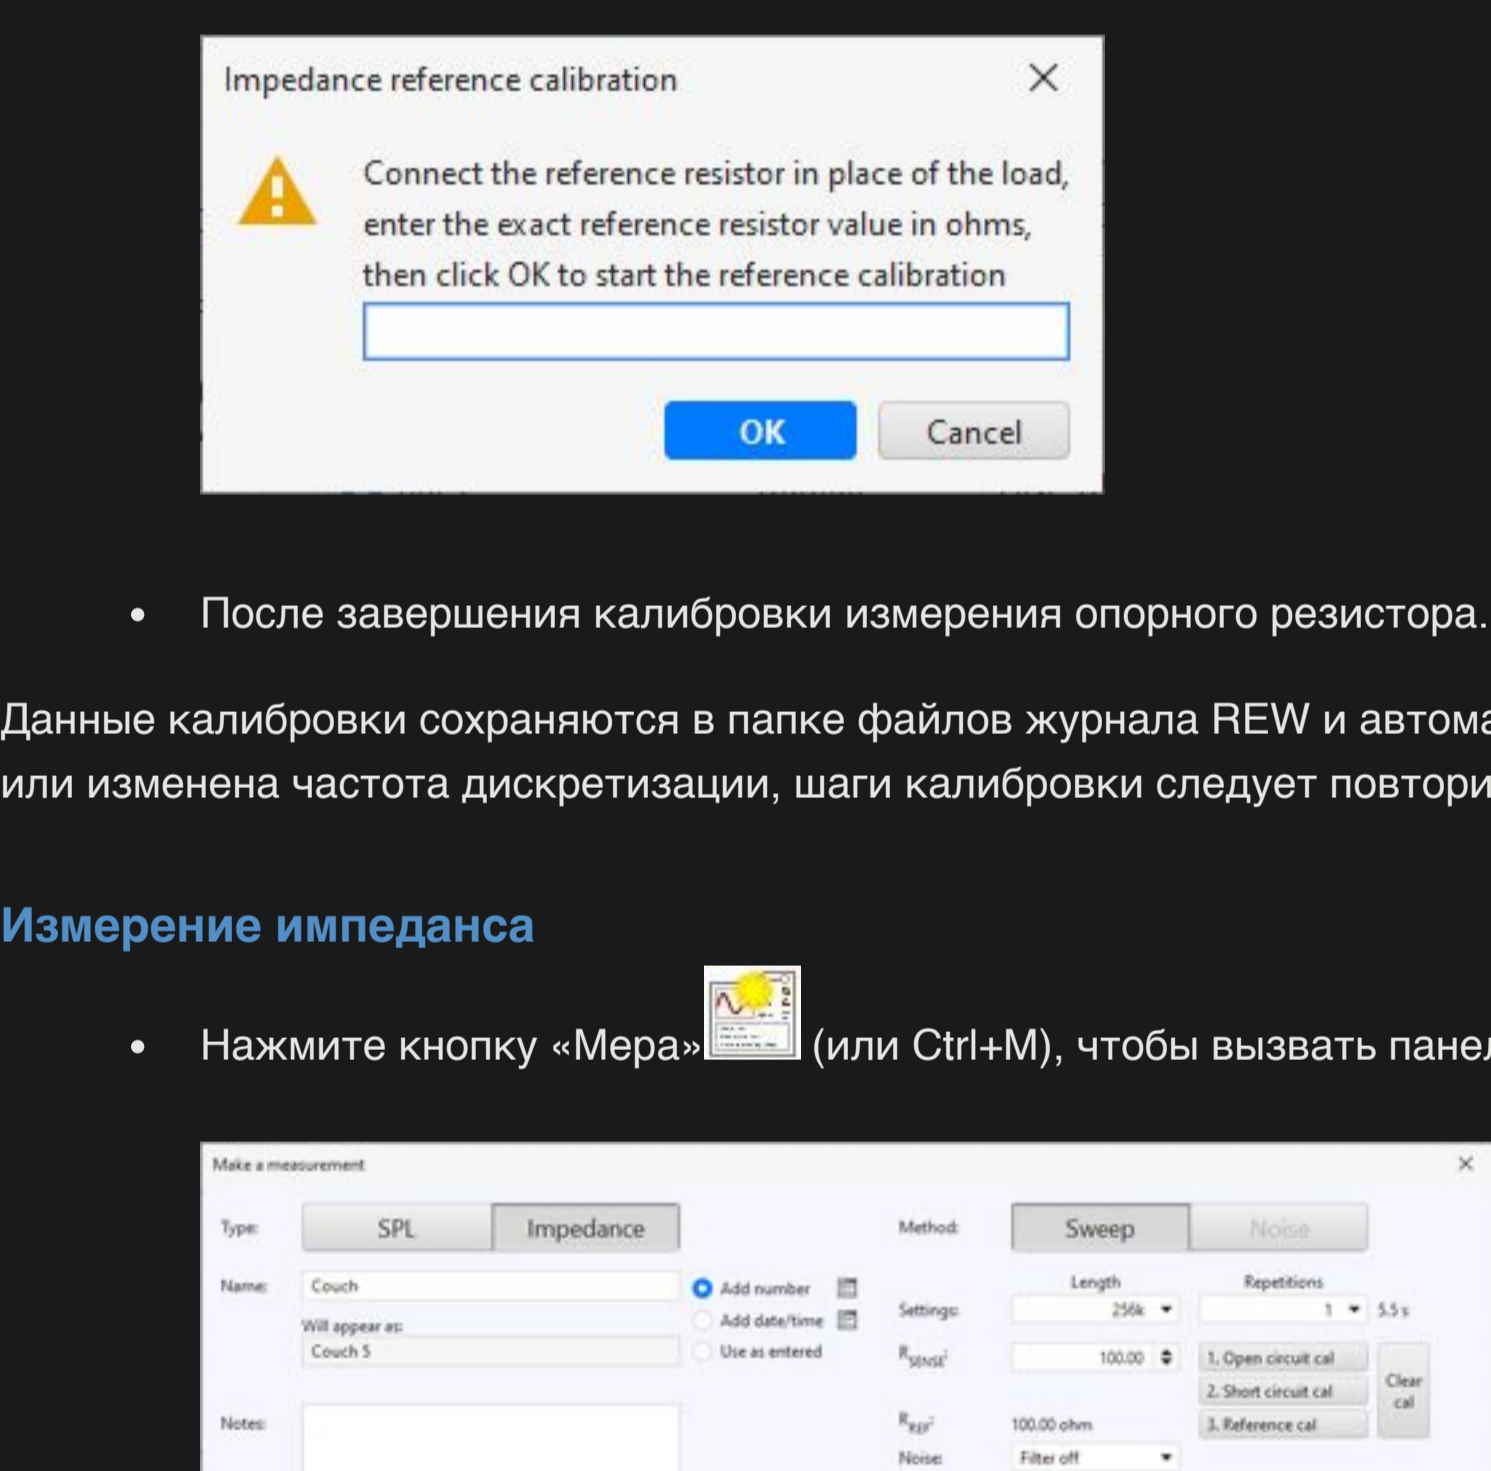 Impedance reference calibration
Connect the reference resistor in place of the load,
enter the exact reference resistor value in ohms,
then click OK to start the reference calibration
OK Cancel
• После завершения калибровки измерения опорного резистора.
Данные калибровки сохраняются в папке файлов журнала REW и автома
или изменена частота дискретизации, шаги калибровки следует повтори
Измерение импеданса
• Нажмите кнопку «Мера» (или Ctrl+M), чтобы вызвать панел
Make a measurement
Type: SPL Impedance Method: Sweep Noise
Name: Couch Add number Length Repetitions
Will appear as: Add date/time Settings: 256k 1 5.5 s
Couch 5 Use as entered RSENSE: 100.00 1. Open circuit cal Clear cal
2. Short circuit cal
Notes: RREF: 100.00 ohm 3. Reference cal
Noise: Filter off